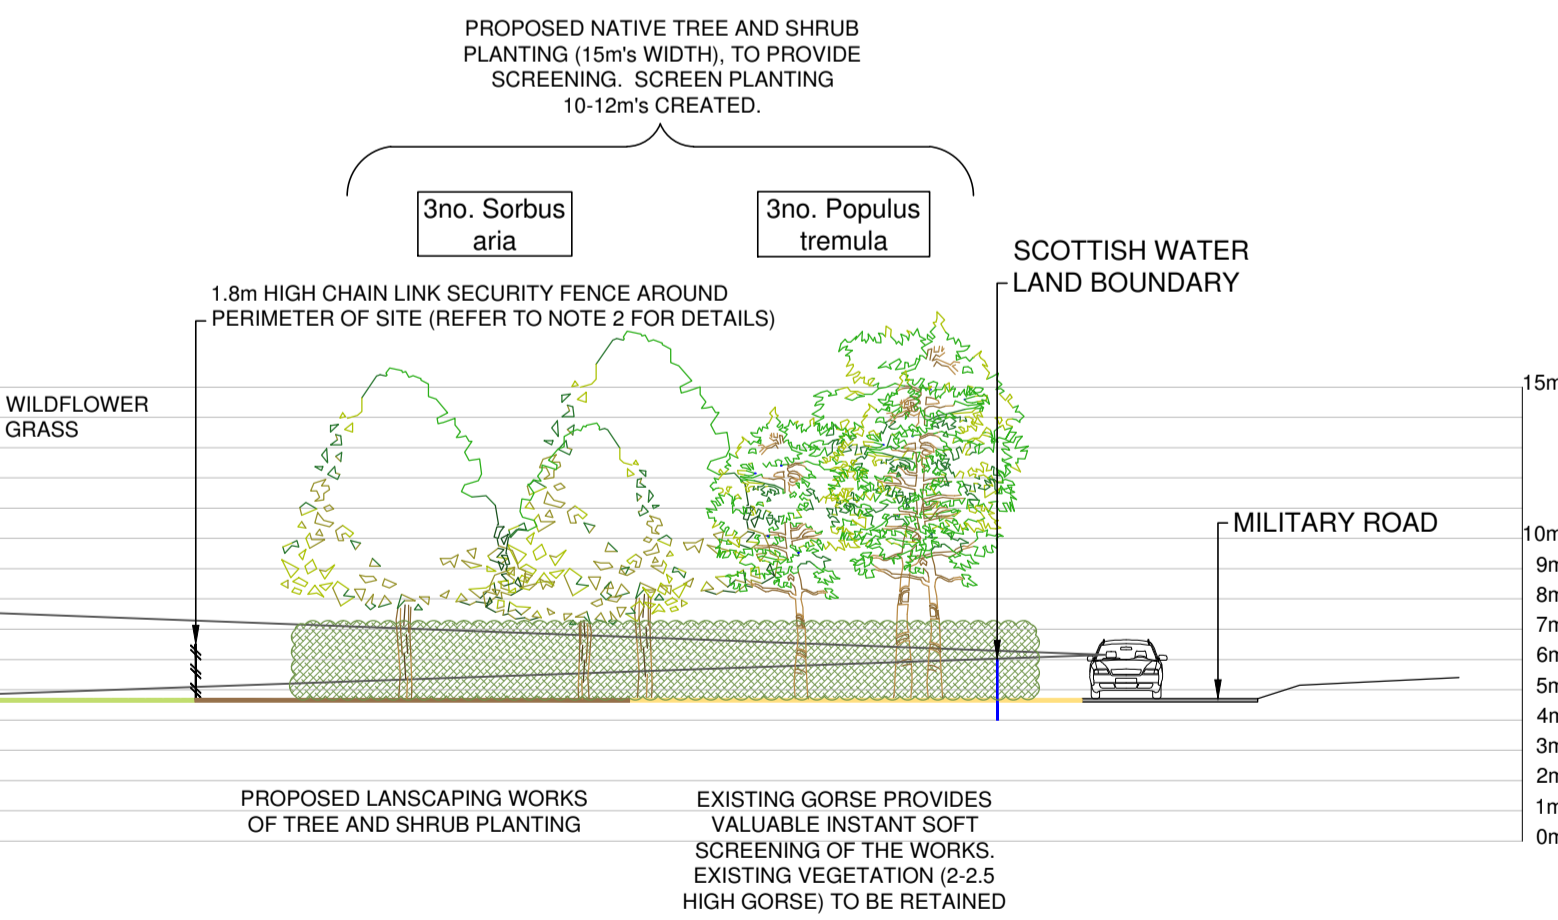 PROPOSED NATIVE TREE AND SHRUB
PLANTING (15m's WIDTH), TO PROVIDE
SCREENING.  SCREEN PLANTING
10-12m's CREATED.
3no. Sorbus
aria
3no. Populus
tremula
SCOTTISH WATER
LAND BOUNDARY
1.8m HIGH CHAIN LINK SECURITY FENCE AROUND
PERIMETER OF SITE (REFER TO NOTE 2 FOR DETAILS)
WILDFLOWER
GRASS
MILITARY ROAD
15m
10m
9m
8m
7m
6m
5m
4m
3m
2m
1m
0m
PROPOSED LANSCAPING WORKS
OF TREE AND SHRUB PLANTING
EXISTING GORSE PROVIDES
VALUABLE INSTANT SOFT
SCREENING OF THE WORKS.
EXISTING VEGETATION (2-2.5
HIGH GORSE) TO BE RETAINED